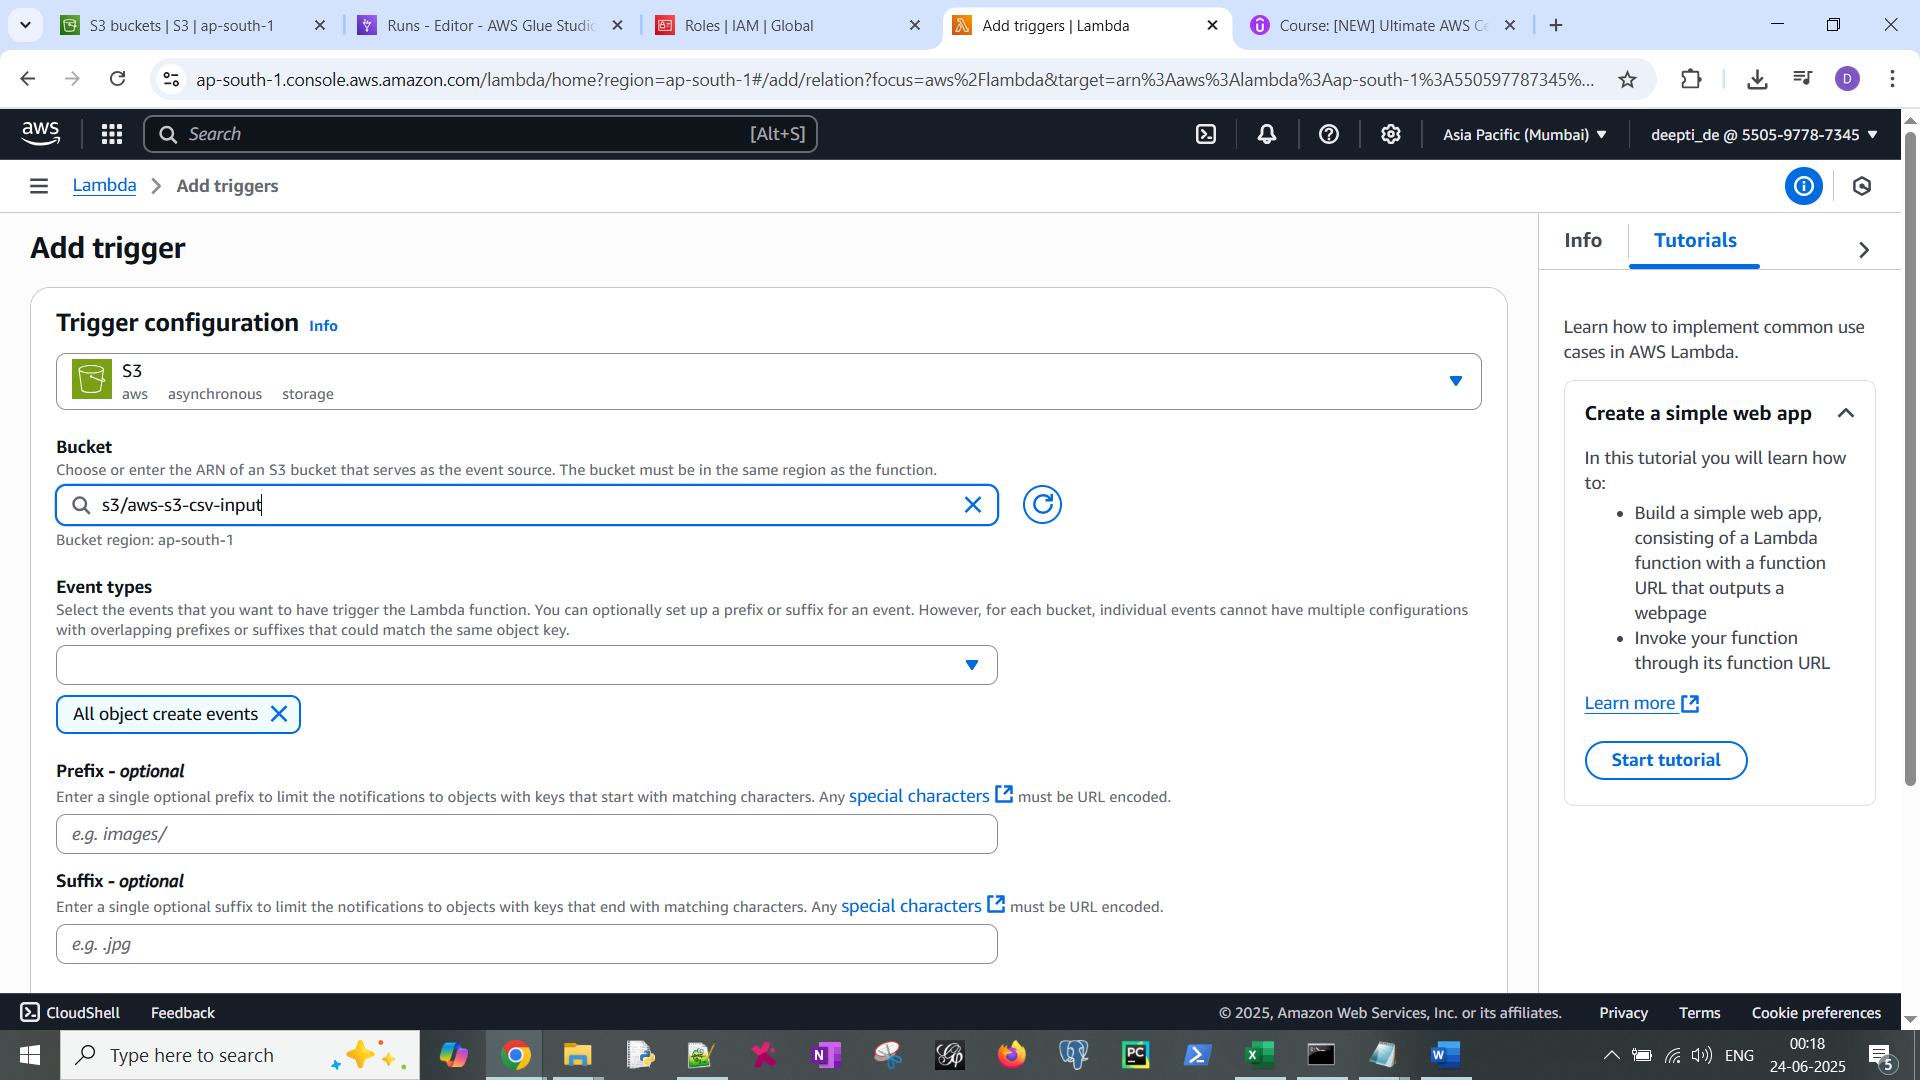 S3 buckets | S3 | ap-south-1
Runs - Editor - AWS Glue Studio
Roles | IAM | Global
Add triggers | Lambda
Course: [NEW] Ultimate AWS Ce
ap-south-1.console.aws.amazon.com/lambda/home?region=ap-south-1#/add/relation?focus=aws%2Flambda&target=arn%3Aaws%3Alambda%3Aap-south-1%3A550597787345%...
D
aws
Search
[Alt+S]
Asia Pacific (Mumbai)
deepti_de @ 5505-9778-7345
Lambda
Add triggers
Add trigger
Trigger configuration Info
S3
aws asynchronous storage
Bucket
Choose or enter the ARN of an S3 bucket that serves as the event source. The bucket must be in the same region as the function.
s3/aws-s3-csv-input
Bucket region: ap-south-1
Event types
Select the events that you want to have trigger the Lambda function. You can optionally set up a prefix or suffix for an event. However, for each bucket, individual events cannot have multiple configurations
with overlapping prefixes or suffixes that could match the same object key.
All object create events
Prefix - optional
Enter a single optional prefix to limit the notifications to objects with keys that start with matching characters. Any special characters must be URL encoded.
e.g. images/
Suffix - optional
Enter a single optional suffix to limit the notifications to objects with keys that end with matching characters. Any special characters must be URL encoded.
e.g. .jpg
Info
Tutorials
Learn how to implement common use
cases in AWS Lambda.
Create a simple web app
In this tutorial you will learn how
to:
• Build a simple web app,
consisting of a Lambda
function with a function
URL that outputs a
webpage
• Invoke your function
through its function URL
Learn more
Start tutorial
CloudShell
Feedback
© 2025, Amazon Web Services, Inc. or its affiliates.
Privacy
Terms
Cookie preferences
Type here to search
ENG
00:18
24-06-2025
5